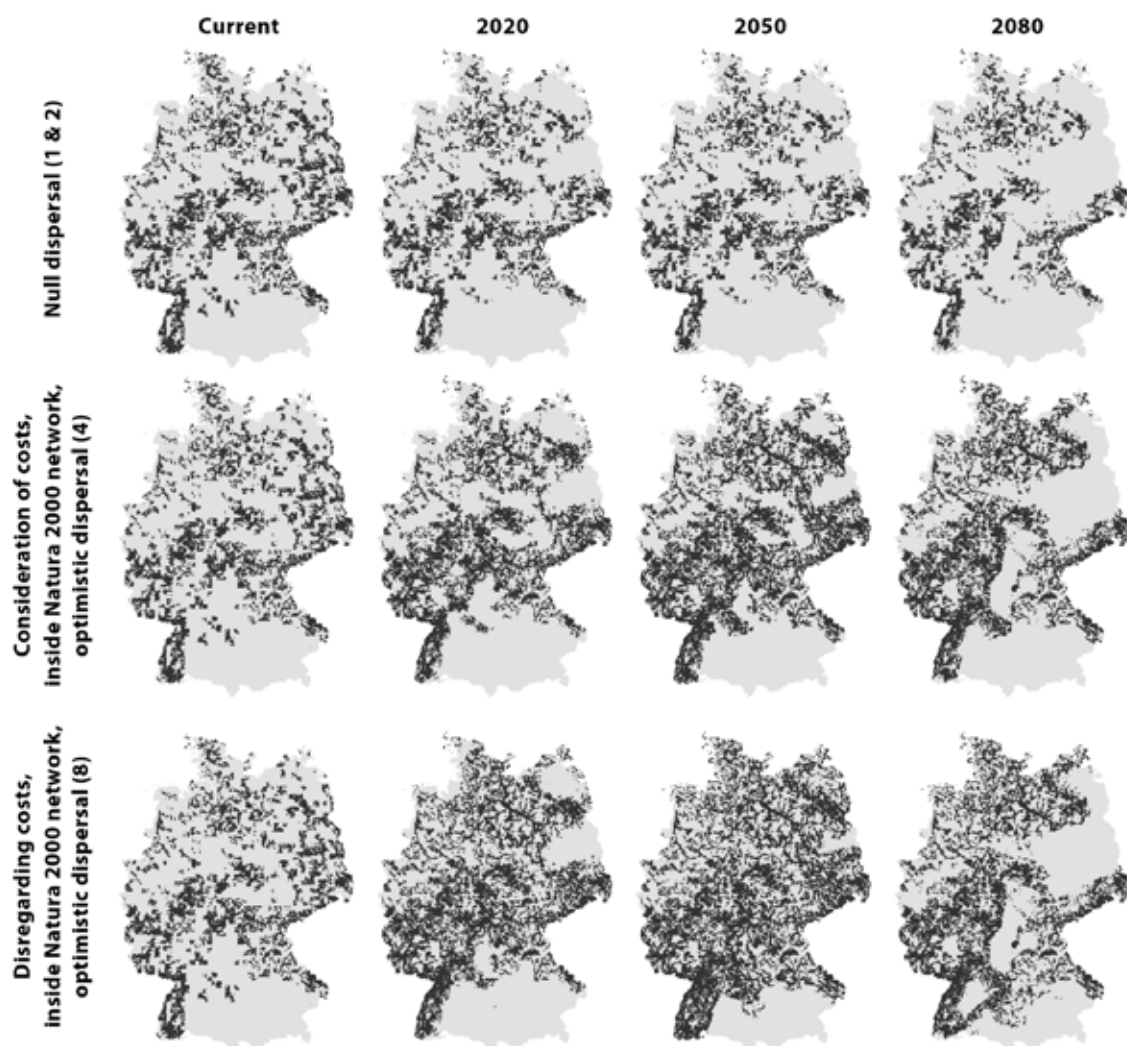 Current 2020 2050 2080
Null dispersal (1 & 2)
Consideration of costs,
inside Natura 2000 network,
optimistic dispersal (4)
Disregarding costs,
inside Natura 2000 network,
optimistic dispersal (8)